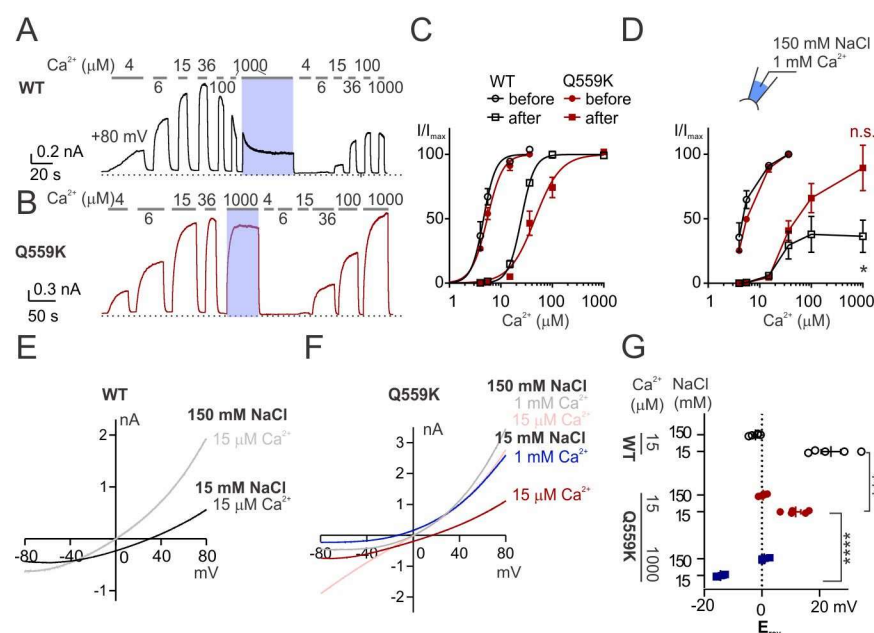 A
Ca²⁺ (µM)
4 15 36 1000 4 15 100
6 100 6 36 1000
WT
+80 mV
0.2 nA
20 s
B
Ca²⁺ (µM)
4 15 36 1000 4 15 100
6 6 36 1000
Q559K
0.3 nA
50 s
C
WT Q559K
before before
after after
I/Imax
100
50
0
1 10 100 1000
Ca²⁺ (µM)
D
150 mM NaCl
1 mM Ca²⁺
I/Imax
n.s.
100
50
0
*
1 10 100 1000
Ca²⁺ (µM)
E
WT
nA
150 mM NaCl
15 µM Ca²⁺
15 mM NaCl
15 µM Ca²⁺
2
1
-80 -40 0 40 80
mV
-1
F
Q559K
nA
150 mM NaCl
1 mM Ca²⁺
15 µM Ca²⁺
15 mM NaCl
1 mM Ca²⁺
15 µM Ca²⁺
3
2
1
-80 -40 0 40 80
mV
-1
-2
G
Ca²⁺ NaCl
(µM) (mM)
WT
15
150
15
Q559K
15
150
15
1000
150
15
****
-20 0 20 mV